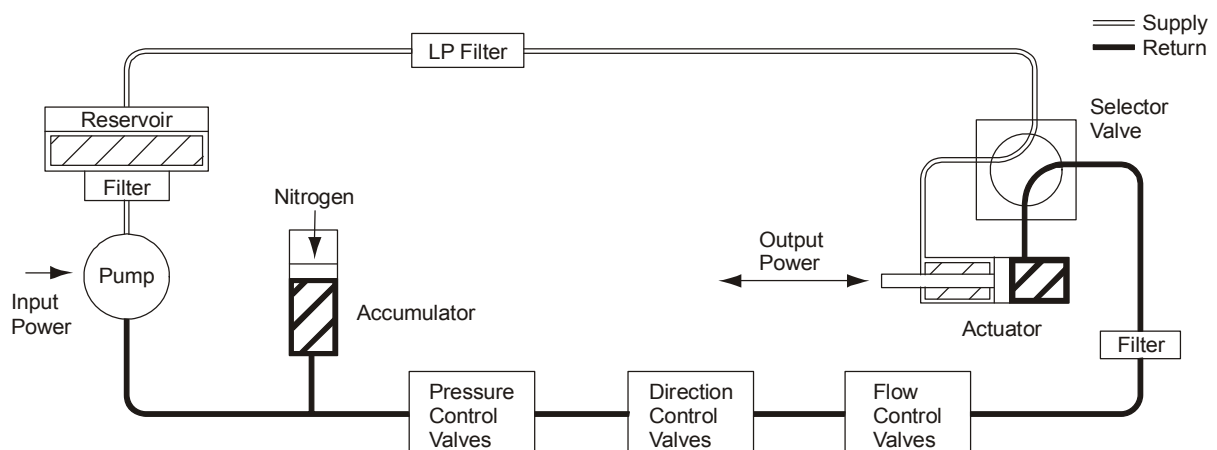 Supply
Return
LP Filter
Reservoir
Selector
Valve
Filter
Nitrogen
Output
Power
Pump
Input
Power
Accumulator
Actuator
Filter
Pressure
Control
Valves
Direction
Control
Valves
Flow
Control
Valves